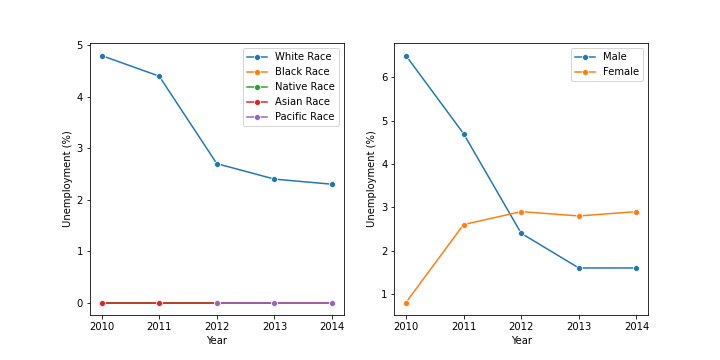 Unemployment (%)
5
4
3
2
1
0
2010 2011 2012 2013 2014
Year
White Race
Black Race
Native Race
Asian Race
Pacific Race
Unemployment (%)
6
5
4
3
2
1
2010 2011 2012 2013 2014
Year
Male
Female